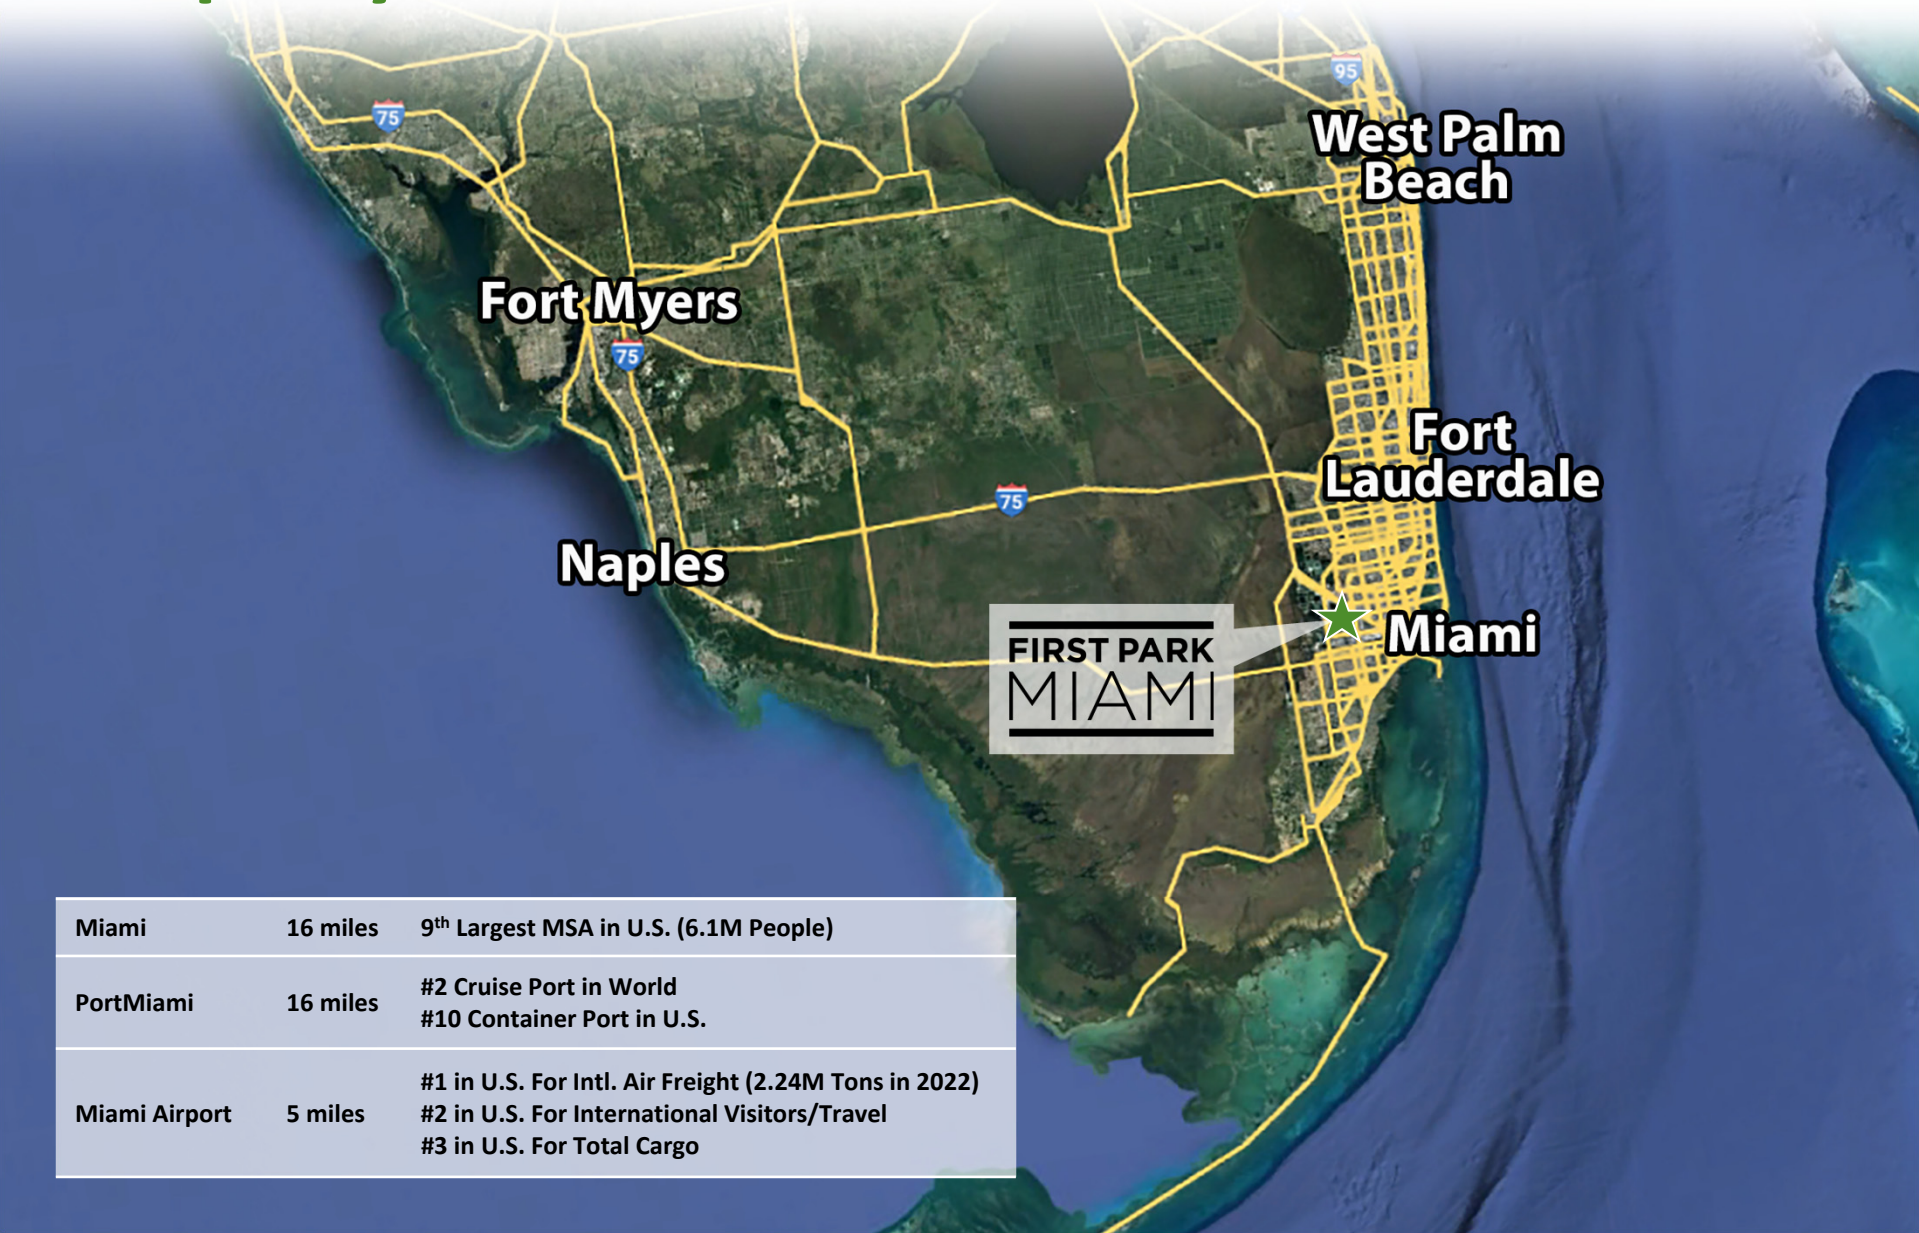 95
75
West Palm
Beach
Fort Myers
75
Fort
Lauderdale
75
Naples
FIRST PARK
MIAMI
Miami
Miami 16 miles 9th Largest MSA in U.S. (6.1M People)
PortMiami 16 miles #2 Cruise Port in World
#10 Container Port in U.S.
#1 in U.S. For Intl. Air Freight (2.24M Tons in 2022)
Miami Airport 5 miles #2 in U.S. For International Visitors/Travel
#3 in U.S. For Total Cargo